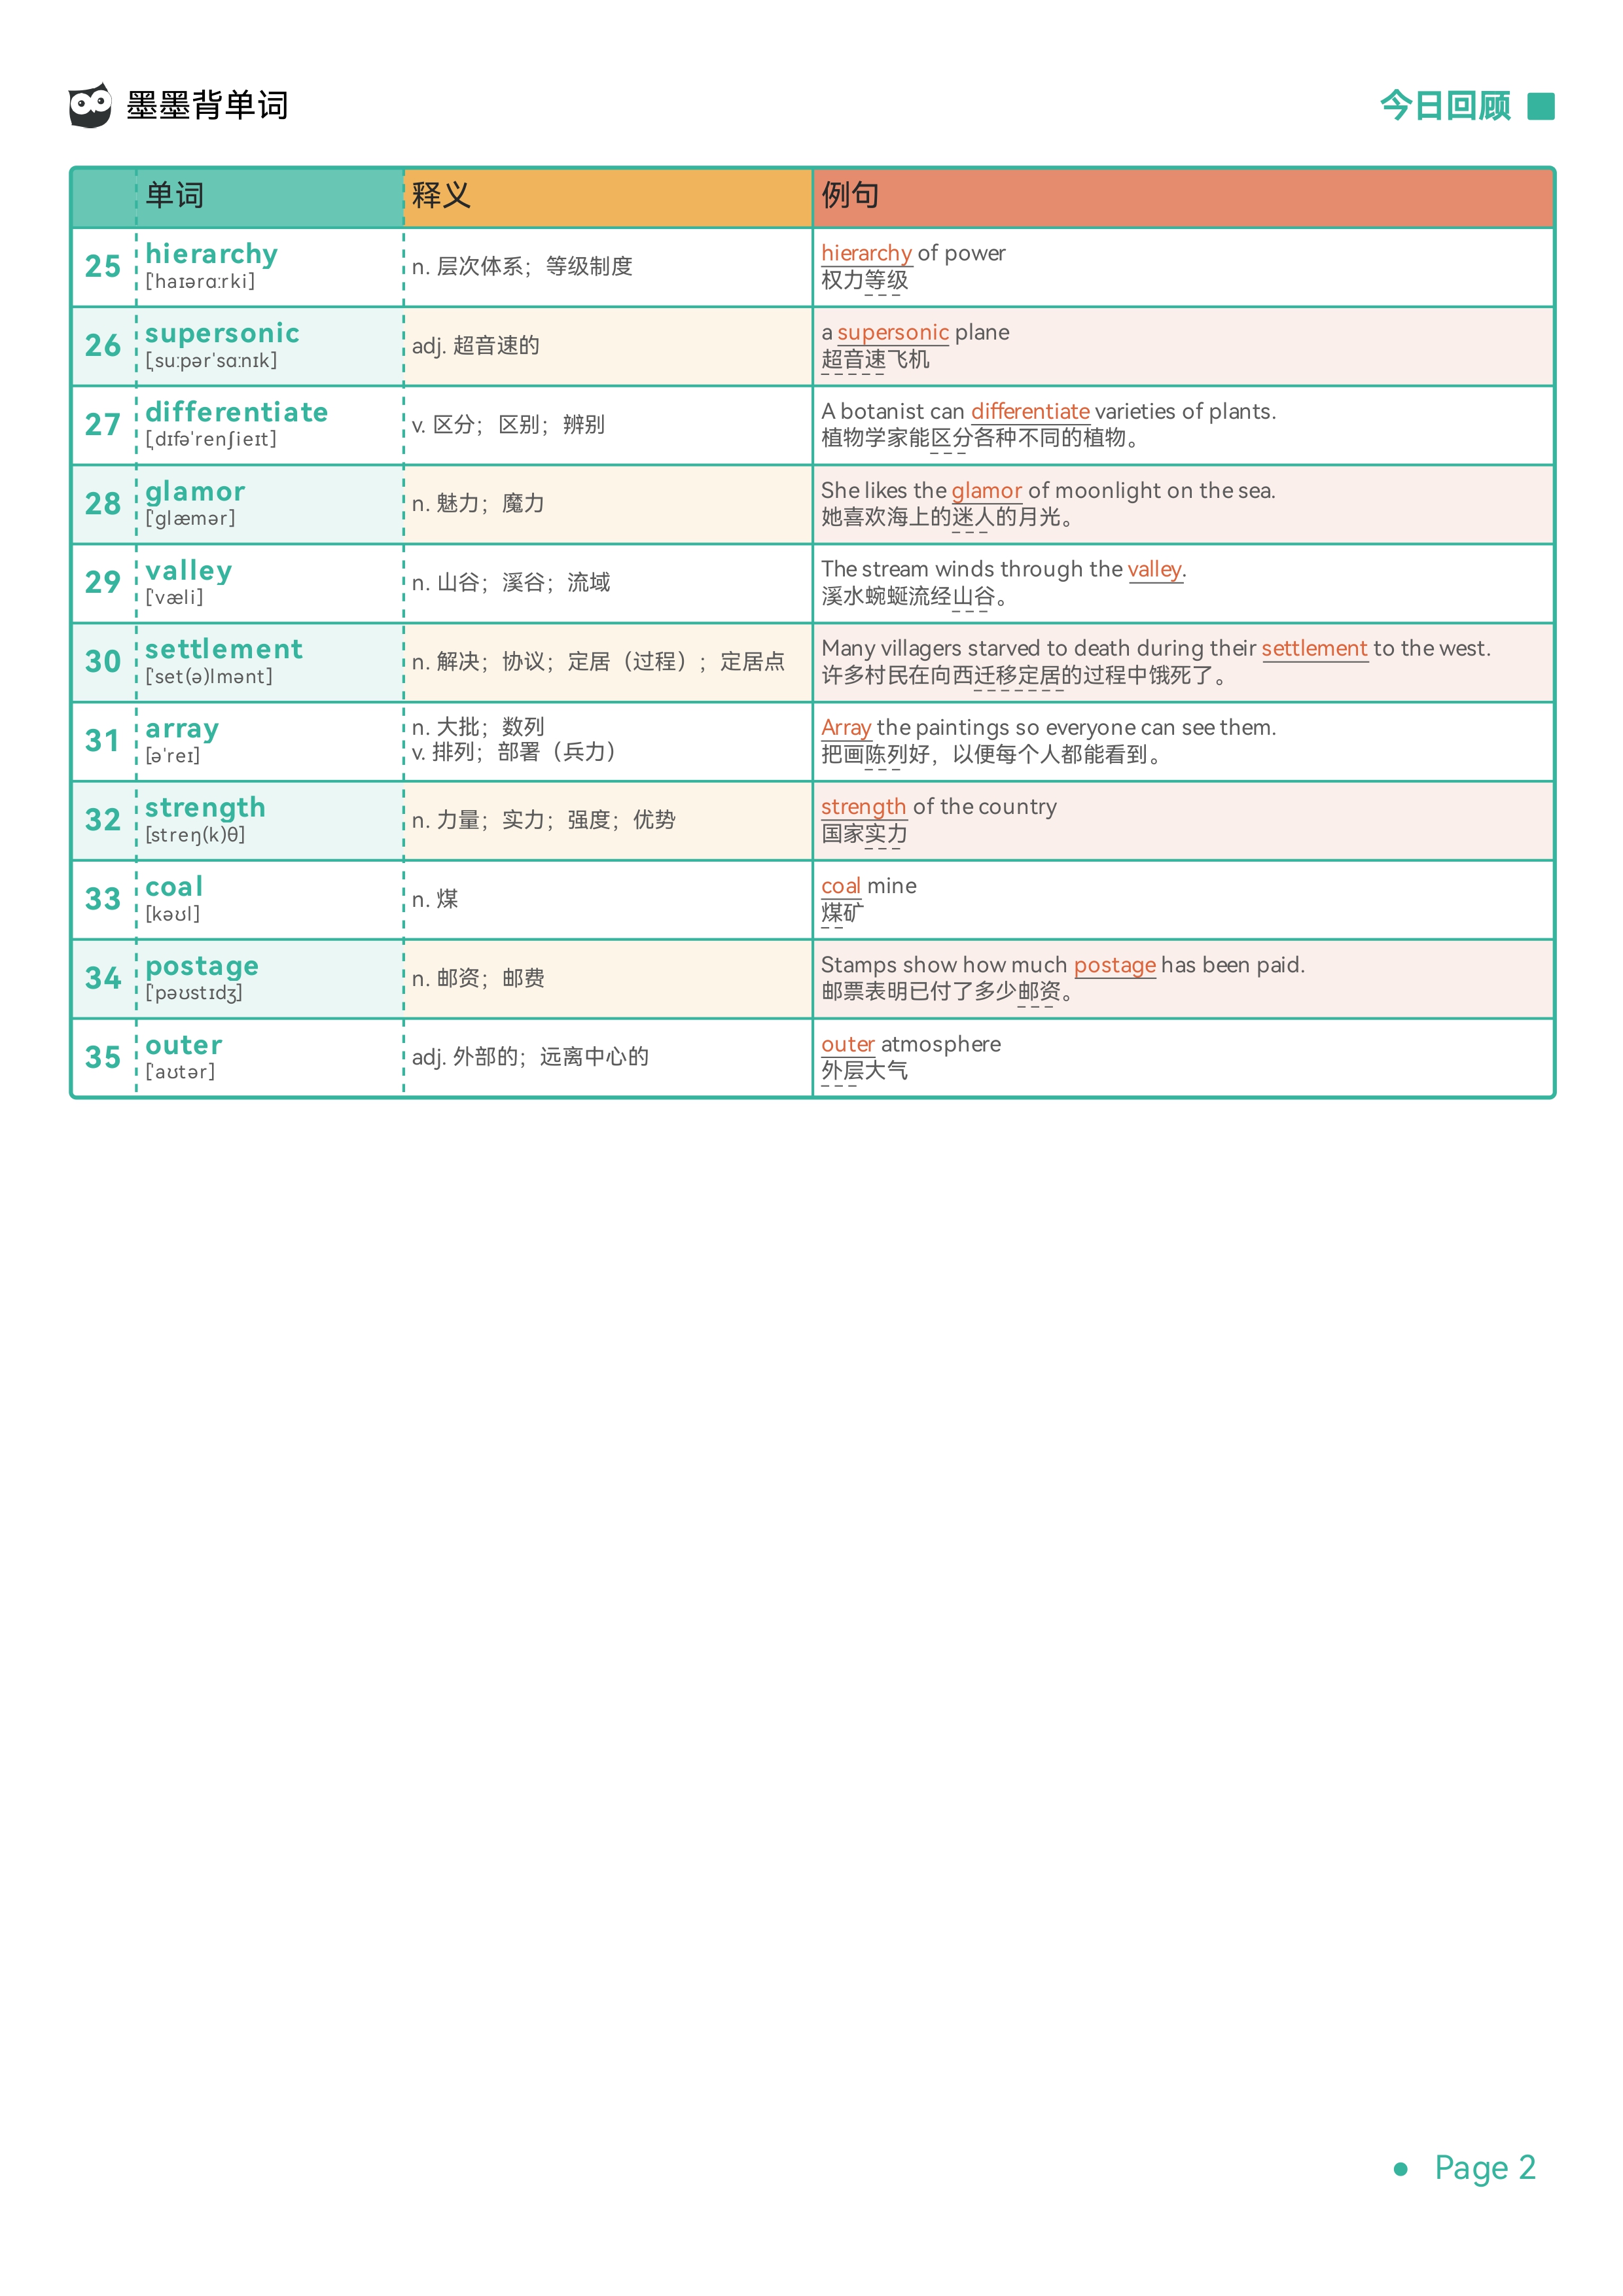 墨墨背单词
今日回顾
单词 释义 例句
25 hierarchy n. 层次体系；等级制度 hierarchy of power
[ˈhaɪərɑːrki] 权力等级
26 supersonic adj. 超音速的 a supersonic plane
[ˌsuːpərˈsɑːnɪk] 超音速飞机
27 differentiate v. 区分；区别；辨别 A botanist can differentiate varieties of plants.
[ˌdɪfəˈrenʃieɪt] 植物学家能区分各种不同的植物。
28 glamor n. 魅力；魔力 She likes the glamor of moonlight on the sea.
[ˈɡlæmər] 她喜欢海上的迷人的月光。
29 valley n. 山谷；溪谷；流域 The stream winds through the valley.
[ˈvæli] 溪水蜿蜒流经山谷。
30 settlement n. 解决；协议；定居（过程）；定居点 Many villagers starved to death during their settlement to the west.
[ˈset(ə)lmənt] 许多村民在向西迁移定居的过程中饿死了。
31 array n. 大批；数列 Array the paintings so everyone can see them.
[əˈreɪ] v. 排列；部署（兵力） 把画陈列好，以便每个人都能看到。
32 strength n. 力量；实力；强度；优势 strength of the country
[streŋ(k)θ] 国家实力
33 coal n. 煤 coal mine
[kəʊl] 煤矿
34 postage n. 邮资；邮费 Stamps show how much postage has been paid.
[ˈpəʊstɪdʒ] 邮票表明已付了多少邮资。
35 outer adj. 外部的；远离中心的 outer atmosphere
[ˈaʊtər] 外层大气
Page 2